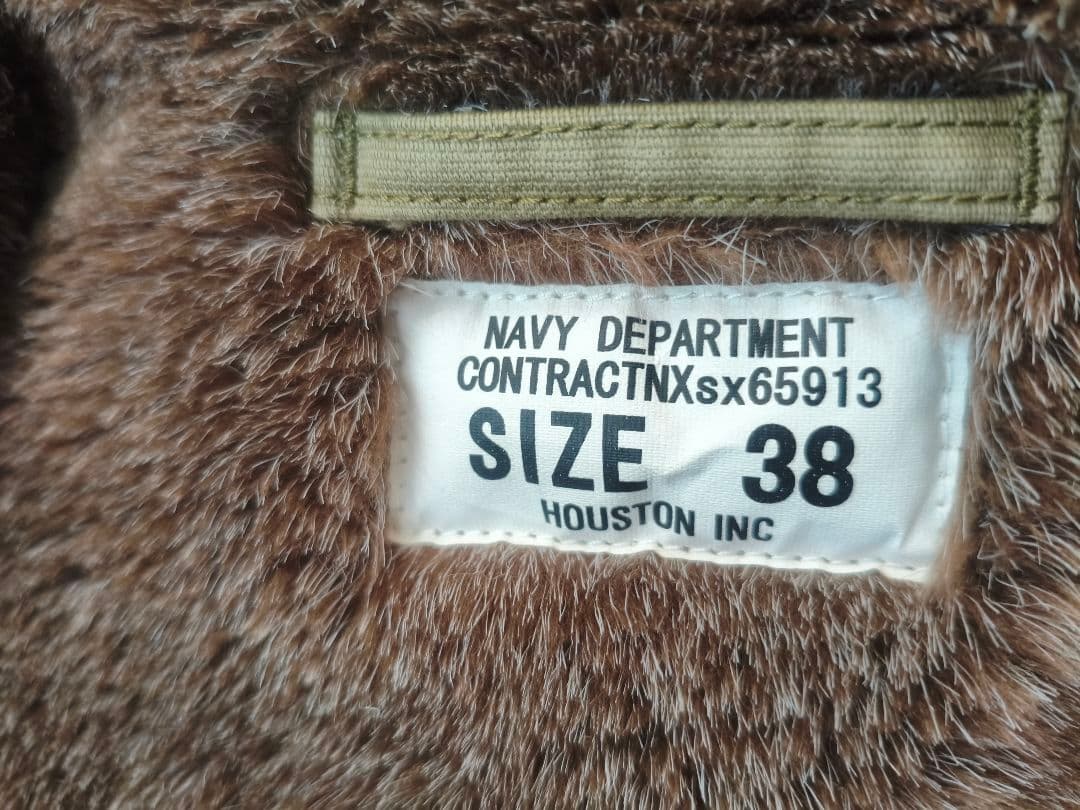 NAVY DEPARTMENT
CONTRACTNXsx65913
SIZE 38
HOUSTON INC